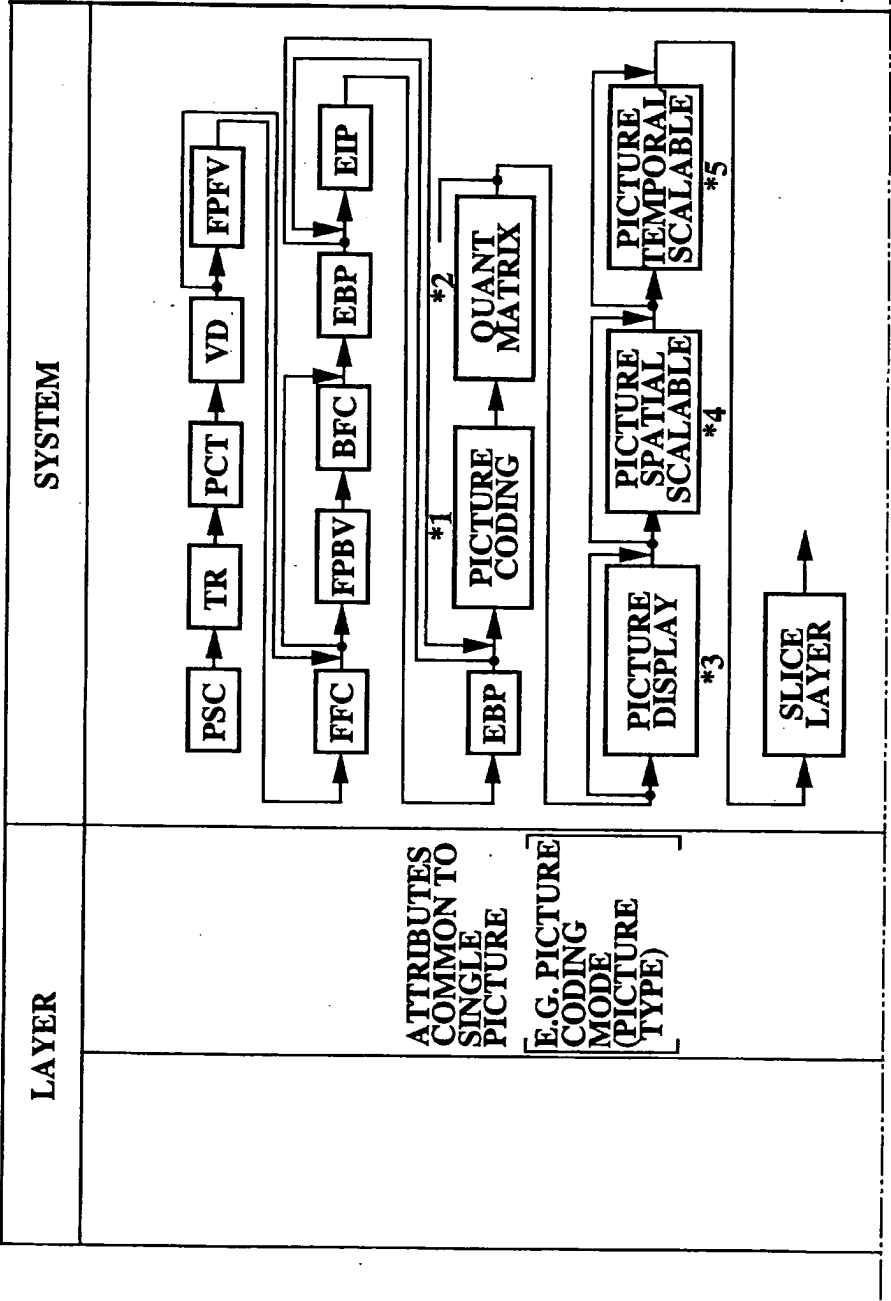 LAYER
SYSTEM
ATTRIBUTES
COMMON TO
SINGLE
PICTURE
E.G. PICTURE
CODING
MODE
(PICTURE
TYPE)
PSC
TR
PCT
VD
FPFV
FFC
FPBV
BFC
EBP
EIP
EBP
*1
PICTURE
CODING
*2
QUANT
MATRIX
PICTURE
DISPLAY
*3
PICTURE
SPATIAL
SCALABLE
*4
PICTURE
TEMPORAL
SCALABLE
*5
SLICE
LAYER